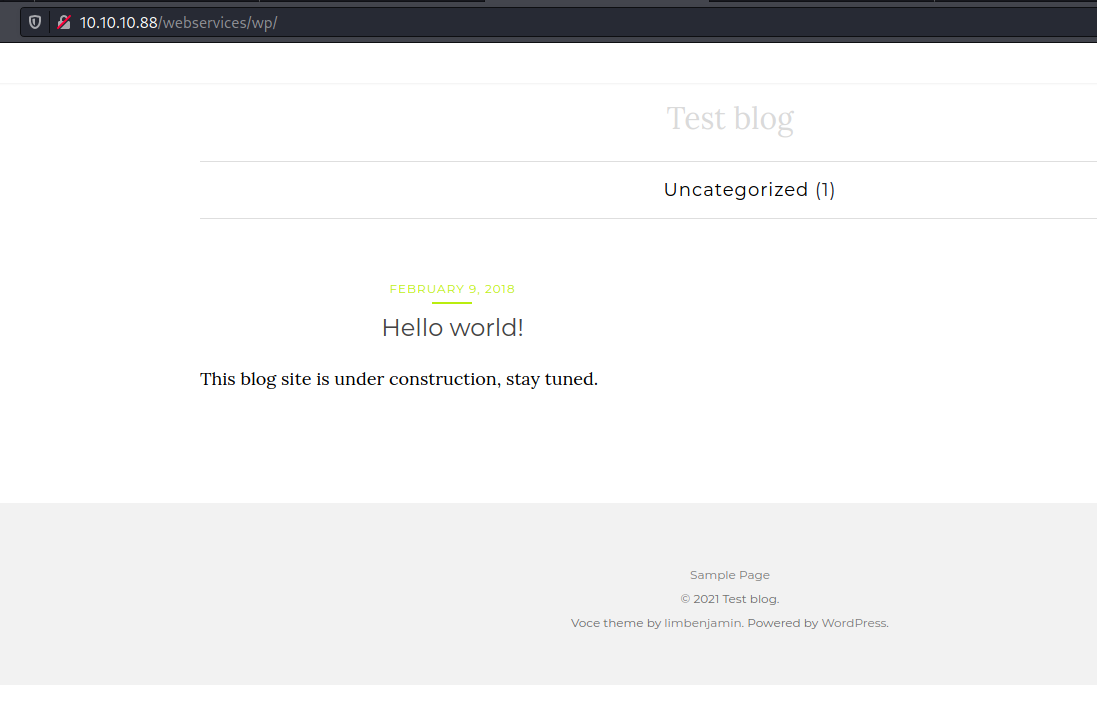 10.10.10.88/webservices/wp/
Test blog
Uncategorized (1)
FEBRUARY 9, 2018
Hello world!
This blog site is under construction, stay tuned.
Sample Page
© 2021 Test blog.
Voce theme by limbenjamin. Powered by WordPress.